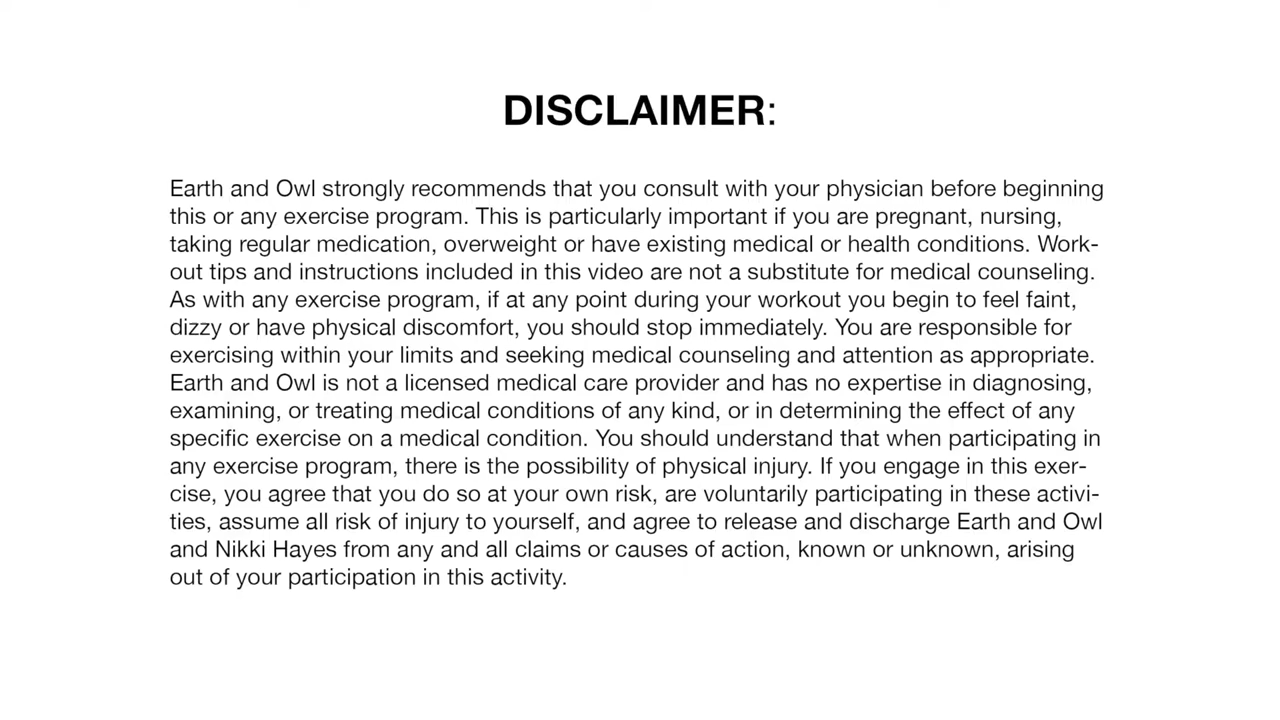 DISCLAIMER:
Earth and Owl strongly recommends that you consult with your physician before beginning
this or any exercise program. This is particularly important if you are pregnant, nursing,
taking regular medication, overweight or have existing medical or health conditions. Work-
out tips and instructions included in this video are not a substitute for medical counseling.
As with any exercise program, if at any point during your workout you begin to feel faint,
dizzy or have physical discomfort, you should stop immediately. You are responsible for
exercising within your limits and seeking medical counseling and attention as appropriate.
Earth and Owl is not a licensed medical care provider and has no expertise in diagnosing,
examining, or treating medical conditions of any kind, or in determining the effect of any
specific exercise on a medical condition. You should understand that when participating in
any exercise program, there is the possibility of physical injury. If you engage in this exer-
cise, you agree that you do so at your own risk, are voluntarily participating in these activi-
ties, assume all risk of injury to yourself, and agree to release and discharge Earth and Owl
and Nikki Hayes from any and all claims or causes of action, known or unknown, arising
out of your participation in this activity.